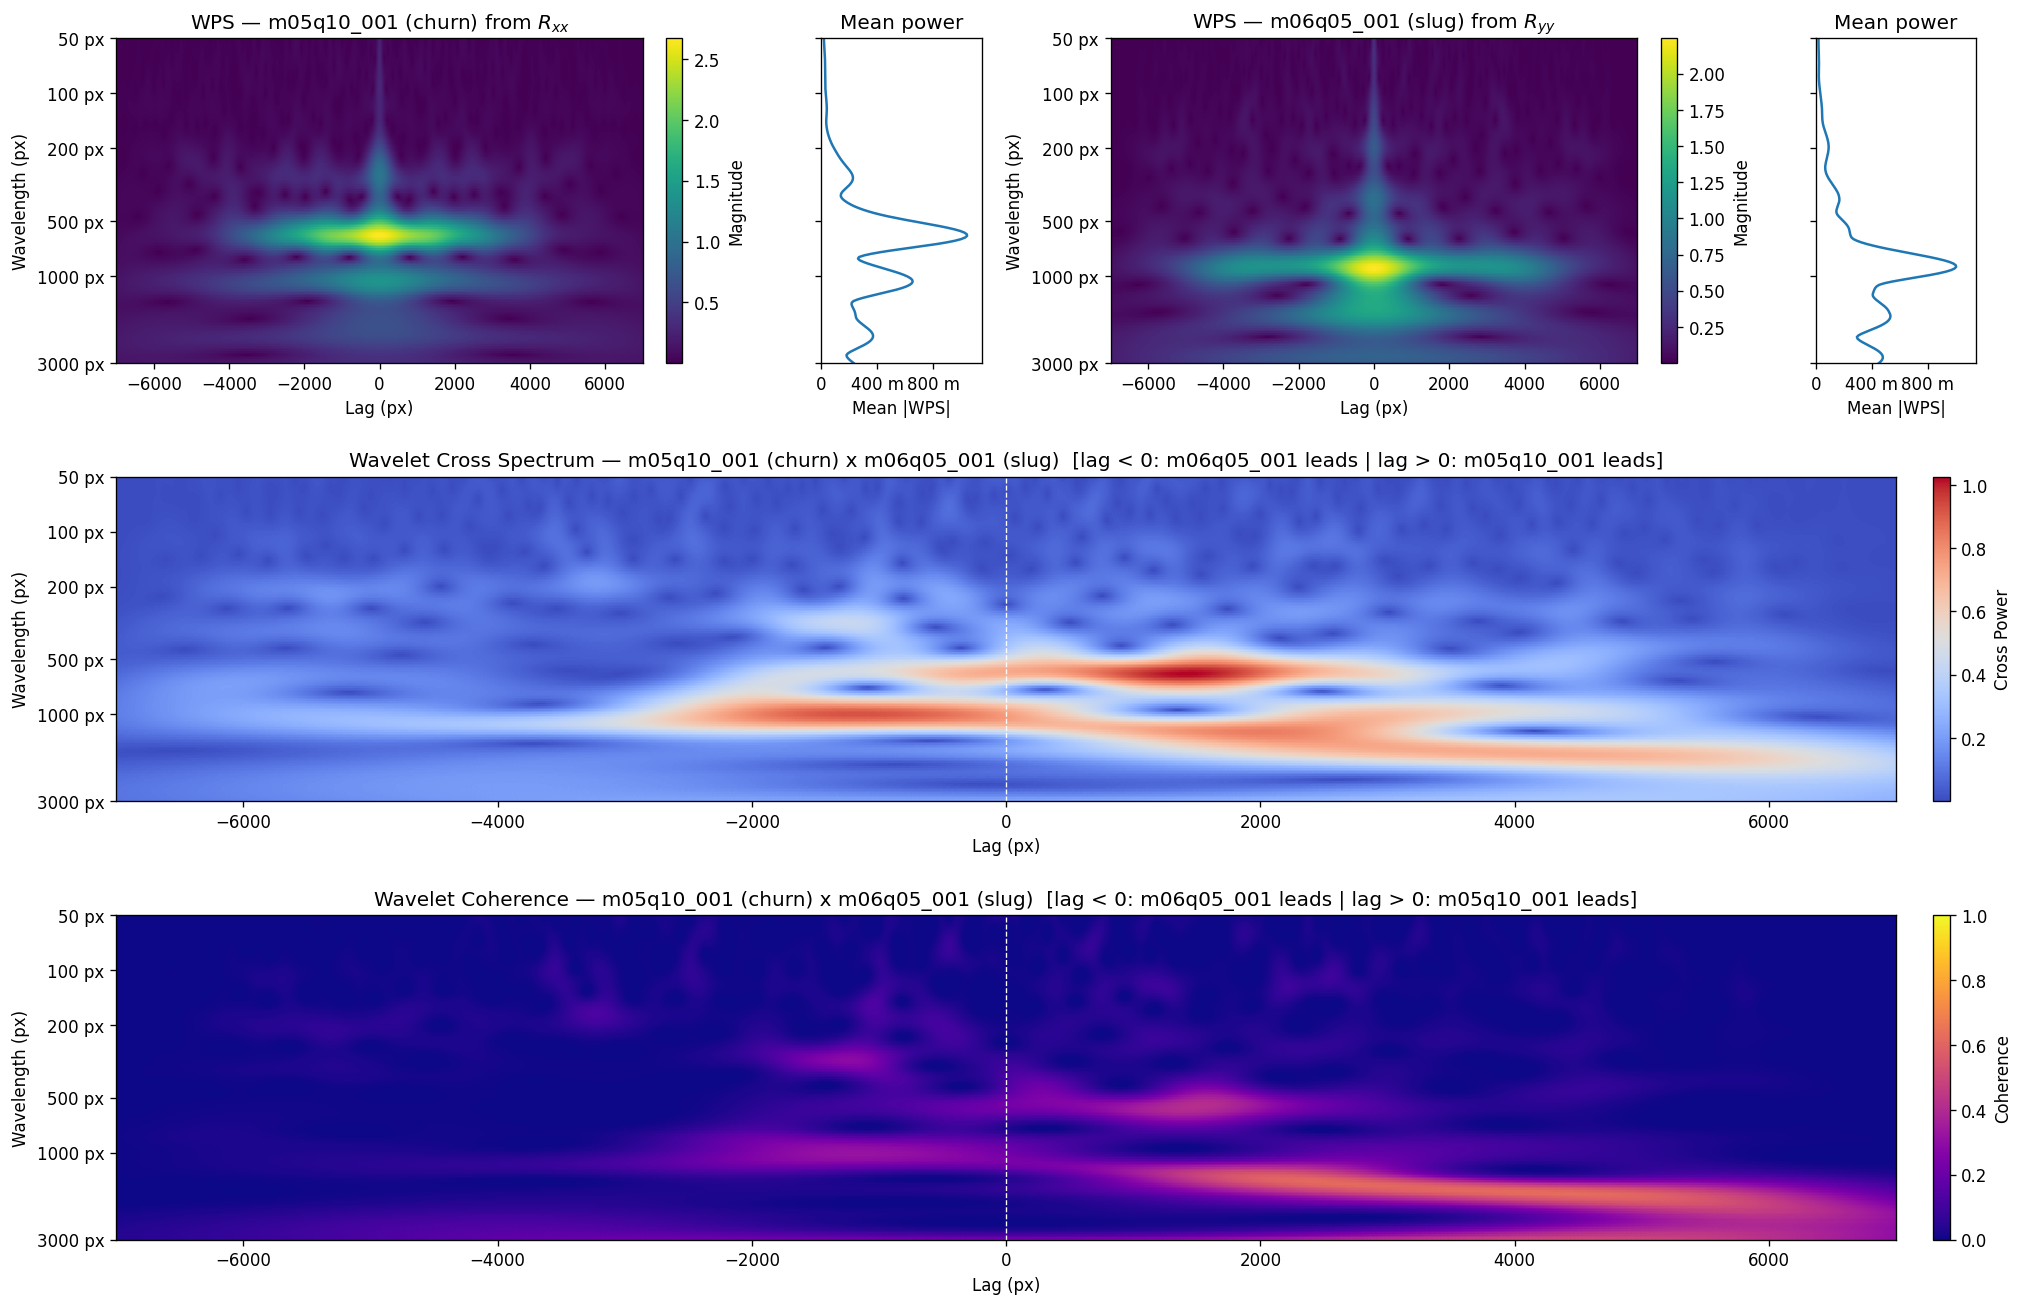 WPS — m05q10_001 (churn) from Rxx
Mean power
WPS — m06q05_001 (slug) from Ryy
Mean power
50 px
100 px
200 px
500 px
1000 px
3000 px
Wavelength (px)
−6000 −4000 −2000 0 2000 4000 6000
Lag (px)
2.5
2.0
1.5
1.0
0.5
Magnitude
0 400 m 800 m
Mean |WPS|
50 px
100 px
200 px
500 px
1000 px
3000 px
Wavelength (px)
−6000 −4000 −2000 0 2000 4000 6000
Lag (px)
2.00
1.75
1.50
1.25
1.00
0.75
0.50
0.25
Magnitude
0 400 m 800 m
Mean |WPS|
Wavelet Cross Spectrum — m05q10_001 (churn) x m06q05_001 (slug)  [lag < 0: m06q05_001 leads | lag > 0: m05q10_001 leads]
50 px
100 px
200 px
500 px
1000 px
3000 px
Wavelength (px)
−6000 −4000 −2000 0 2000 4000 6000
Lag (px)
1.0
0.8
0.6
0.4
0.2
Cross Power
Wavelet Coherence — m05q10_001 (churn) x m06q05_001 (slug)  [lag < 0: m06q05_001 leads | lag > 0: m05q10_001 leads]
50 px
100 px
200 px
500 px
1000 px
3000 px
Wavelength (px)
−6000 −4000 −2000 0 2000 4000 6000
Lag (px)
1.0
0.8
0.6
0.4
0.2
0.0
Coherence